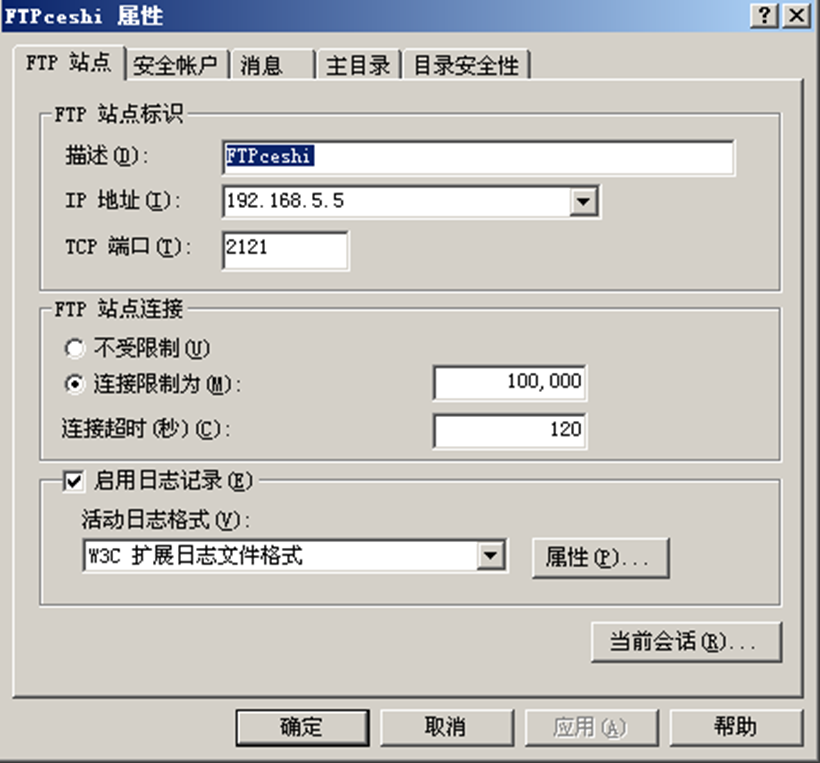 FTPceshi 属性
FTP 站点 安全帐户 消息 主目录 目录安全性
FTP 站点标识
描述(D): FTPceshi
IP 地址(I): 192.168.5.5
TCP 端口(T): 2121
FTP 站点连接
不受限制(U)
连接限制为(M): 100,000
连接超时(秒)(C): 120
启用日志记录(E)
活动日志格式(V):
W3C 扩展日志文件格式 属性(P)...
当前会话(R)...
确定 取消 应用(A) 帮助